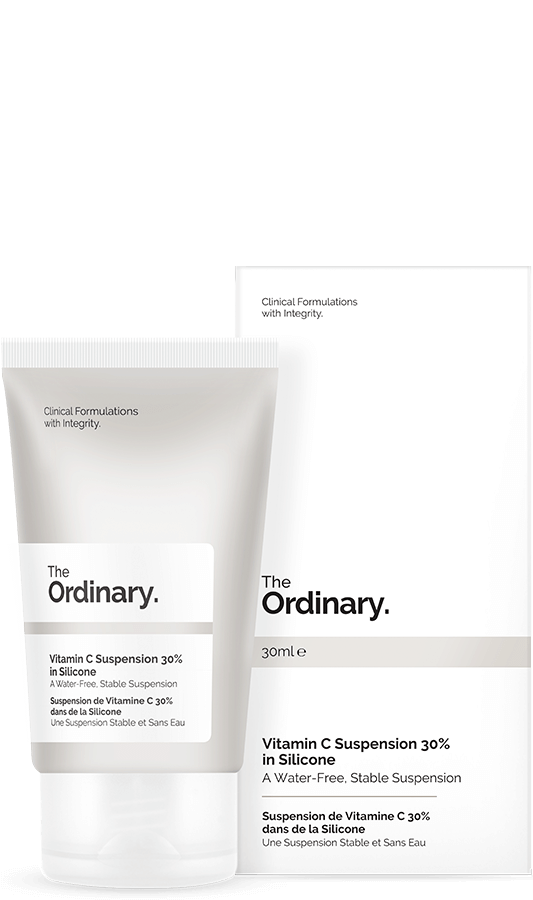 Clinical Formulations
with Integrity.
The
Ordinary.
Vitamin C Suspension 30%
in Silicone
A Water-Free, Stable Suspension
Suspension de Vitamine C 30%
dans de la Silicone
Une Suspension Stable et Sans Eau
Clinical Formulations
with Integrity.
The
Ordinary.
30ml ℮
Vitamin C Suspension 30%
in Silicone
A Water-Free, Stable Suspension
Suspension de Vitamine C 30%
dans de la Silicone
Une Suspension Stable et Sans Eau